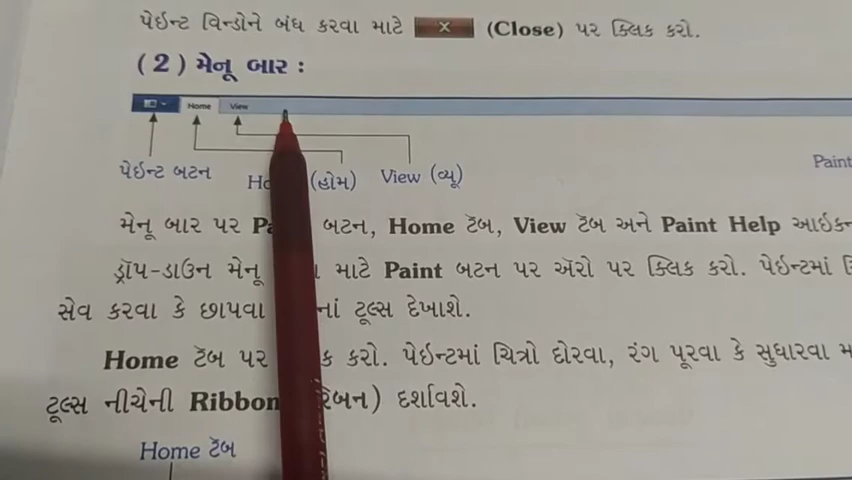 પેઇન્ટ વિન્ડોને બંધ કરવા માટે X (Close) પર ક્લિક કરો.
(2) મેનૂ બાર :
Home View
પેઇન્ટ બટન (હોમ) View (વ્યૂ) Paint
મેનૂ બાર પર બટન, Home ટૅબ, View ટૅબ અને Paint Help
ડ્રૉપ-ડાઉન મેનૂ માટે Paint બટન પર ઍરો પર ક્લિક કરો. પેઇન્ટમાં
સેવ કરવા કે છાપવા ટૂલ્સ દેખાશે.
Home ટૅબ પર કરો. પેઇન્ટમાં ચિત્રો દોરવા, રંગ પૂરવા કે સુધારવા
ટૂલ્સ નીચેની Ribbon દર્શાવશે.
Home ટૅબ